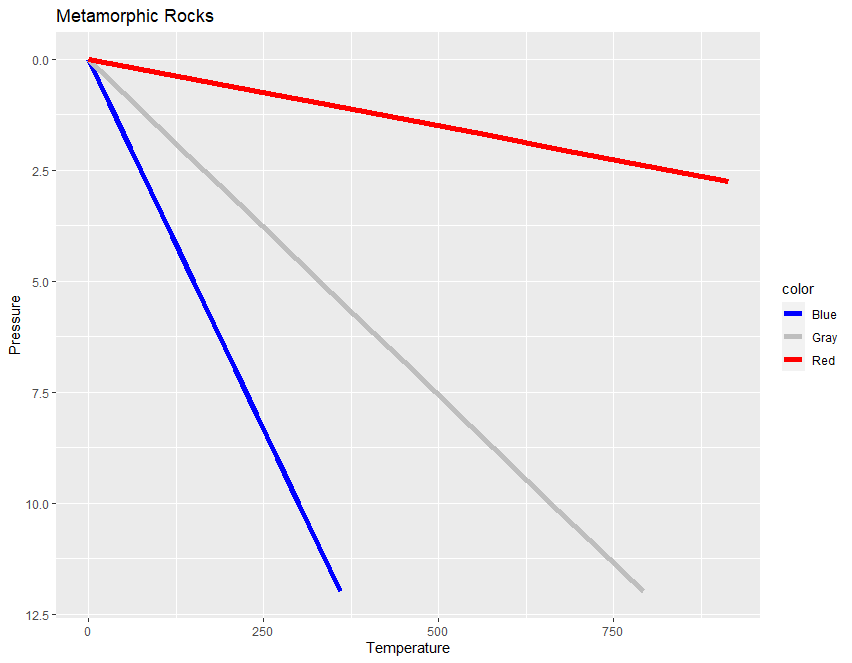 Metamorphic Rocks
0.0
2.5
5.0
7.5
10.0
12.5
Pressure
0 250 500 750
Temperature
color
Blue
Gray
Red